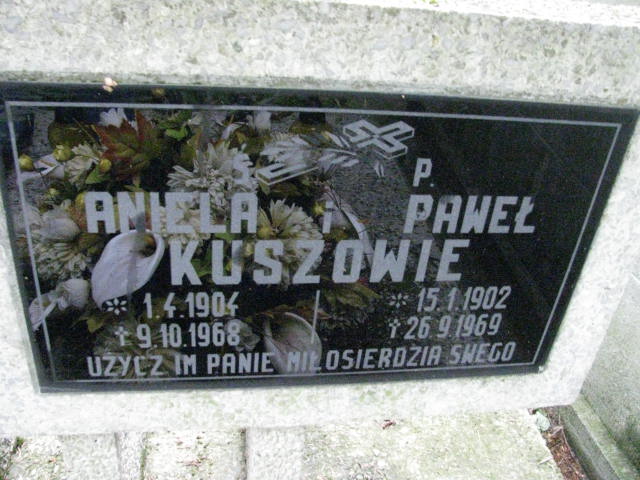 Ś. P.
ANIELA i PAWEŁ
KUSZOWIE
* 1.4.1904 * 15.1.1902
† 9.10.1968 † 26.9.1969
UŻYCZ IM PANIE MIŁOSIERDZIA SWEGO